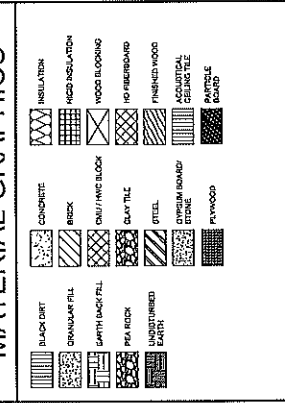 MATERIAL GRAPHICS
BLACK DIRT
GRANULAR FILL
EARTH BACK FILL
PEA ROCK
UNDISTURBED
EARTH
CONCRETE
BRICK
CMU / HWC BLOCK
CLAY TILE
STEEL
GYPSUM BOARD/
STONE
PLYWOOD
INSULATION
RIGID INSULATION
WOOD BLOCKING
HD FIBERBOARD
FINISHED WOOD
ACOUSTICAL
CEILING TILE
PARTICLE
BOARD